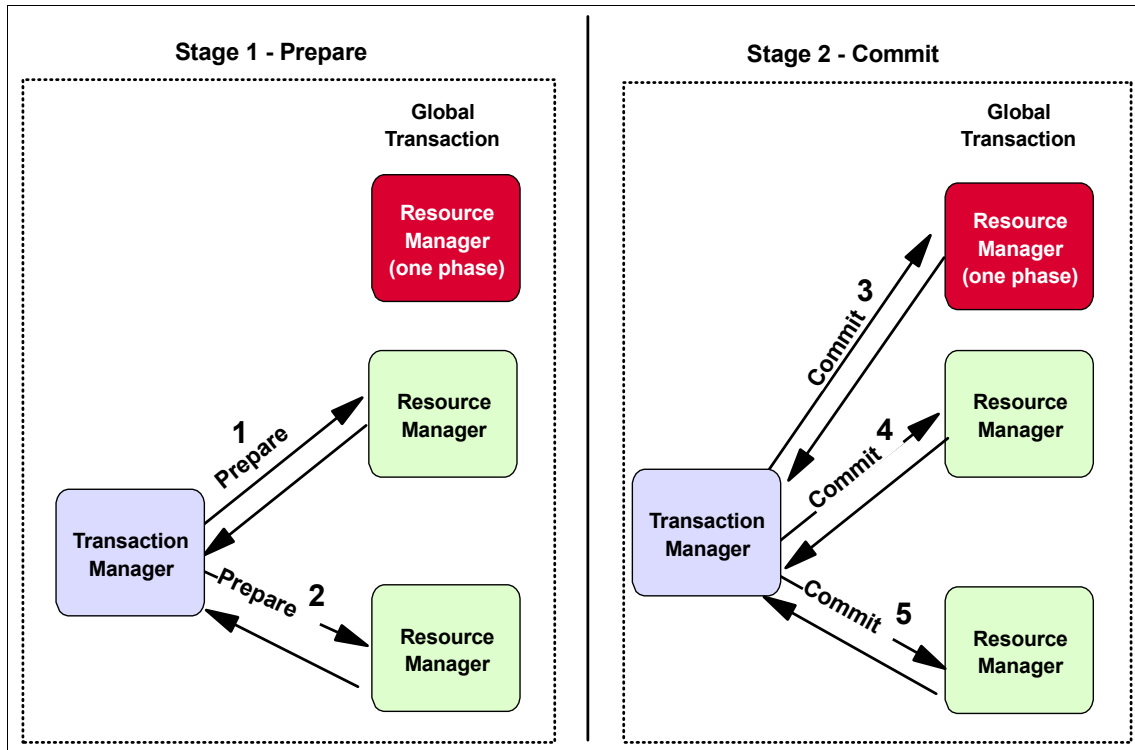 Stage 1 - Prepare
Global
Transaction
Resource
Manager
(one phase)
Resource
Manager
1
Prepare
Transaction
Manager
Prepare
2
Resource
Manager
Stage 2 - Commit
Global
Transaction
Resource
Manager
(one phase)
3
Commit
Resource
Manager
4
Commit
Transaction
Manager
Commit
5
Resource
Manager